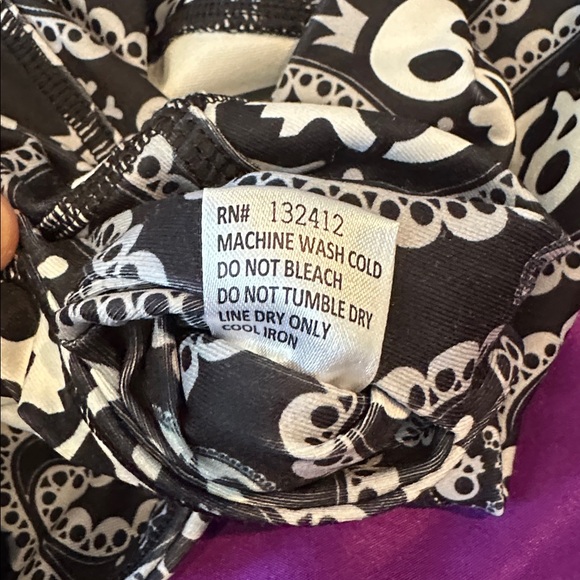 RN# 132412
MACHINE WASH COLD
DO NOT BLEACH
DO NOT TUMBLE DRY
LINE DRY ONLY
COOL IRON